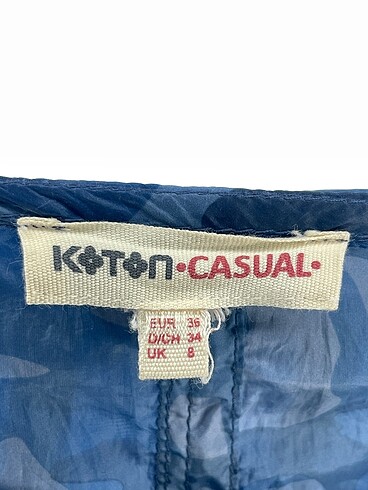 KOTON•CASUAL•
EUR 36
D/CH 34
UK 8